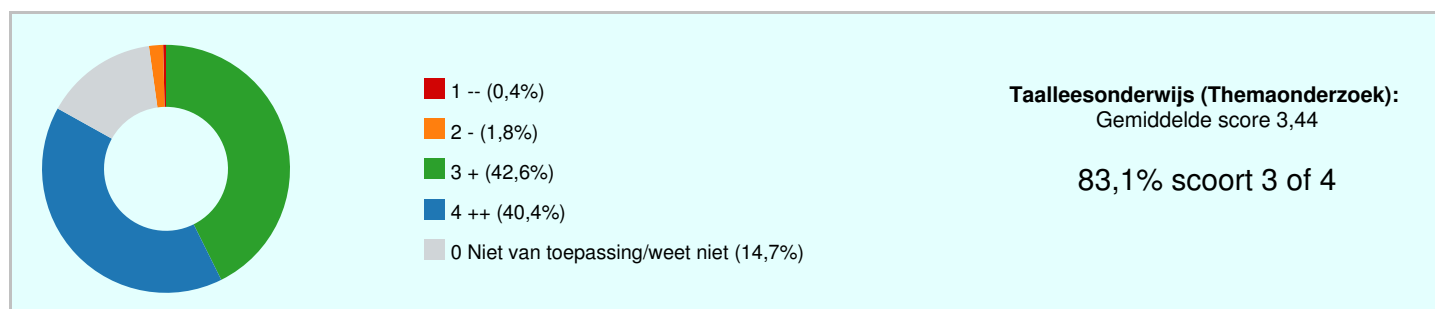 1 -- (0,4%)
2 - (1,8%)
3 + (42,6%)
4 ++ (40,4%)
0 Niet van toepassing/weet niet (14,7%)
Taalleesonderwijs (Themaonderzoek):
Gemiddelde score 3,44
83,1% scoort 3 of 4